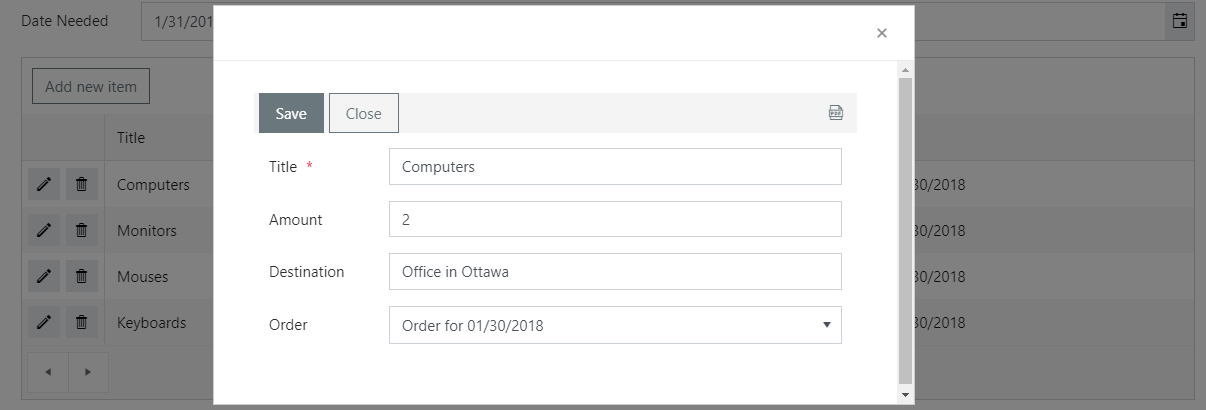 Date Needed
1/31/201
Add new item
Save
Close
PDF
Title
Title *
Computers
Computers
30/2018
Amount
2
Monitors
30/2018
Destination
Office in Ottawa
Mouses
30/2018
Order
Order for 01/30/2018
Keyboards
30/2018